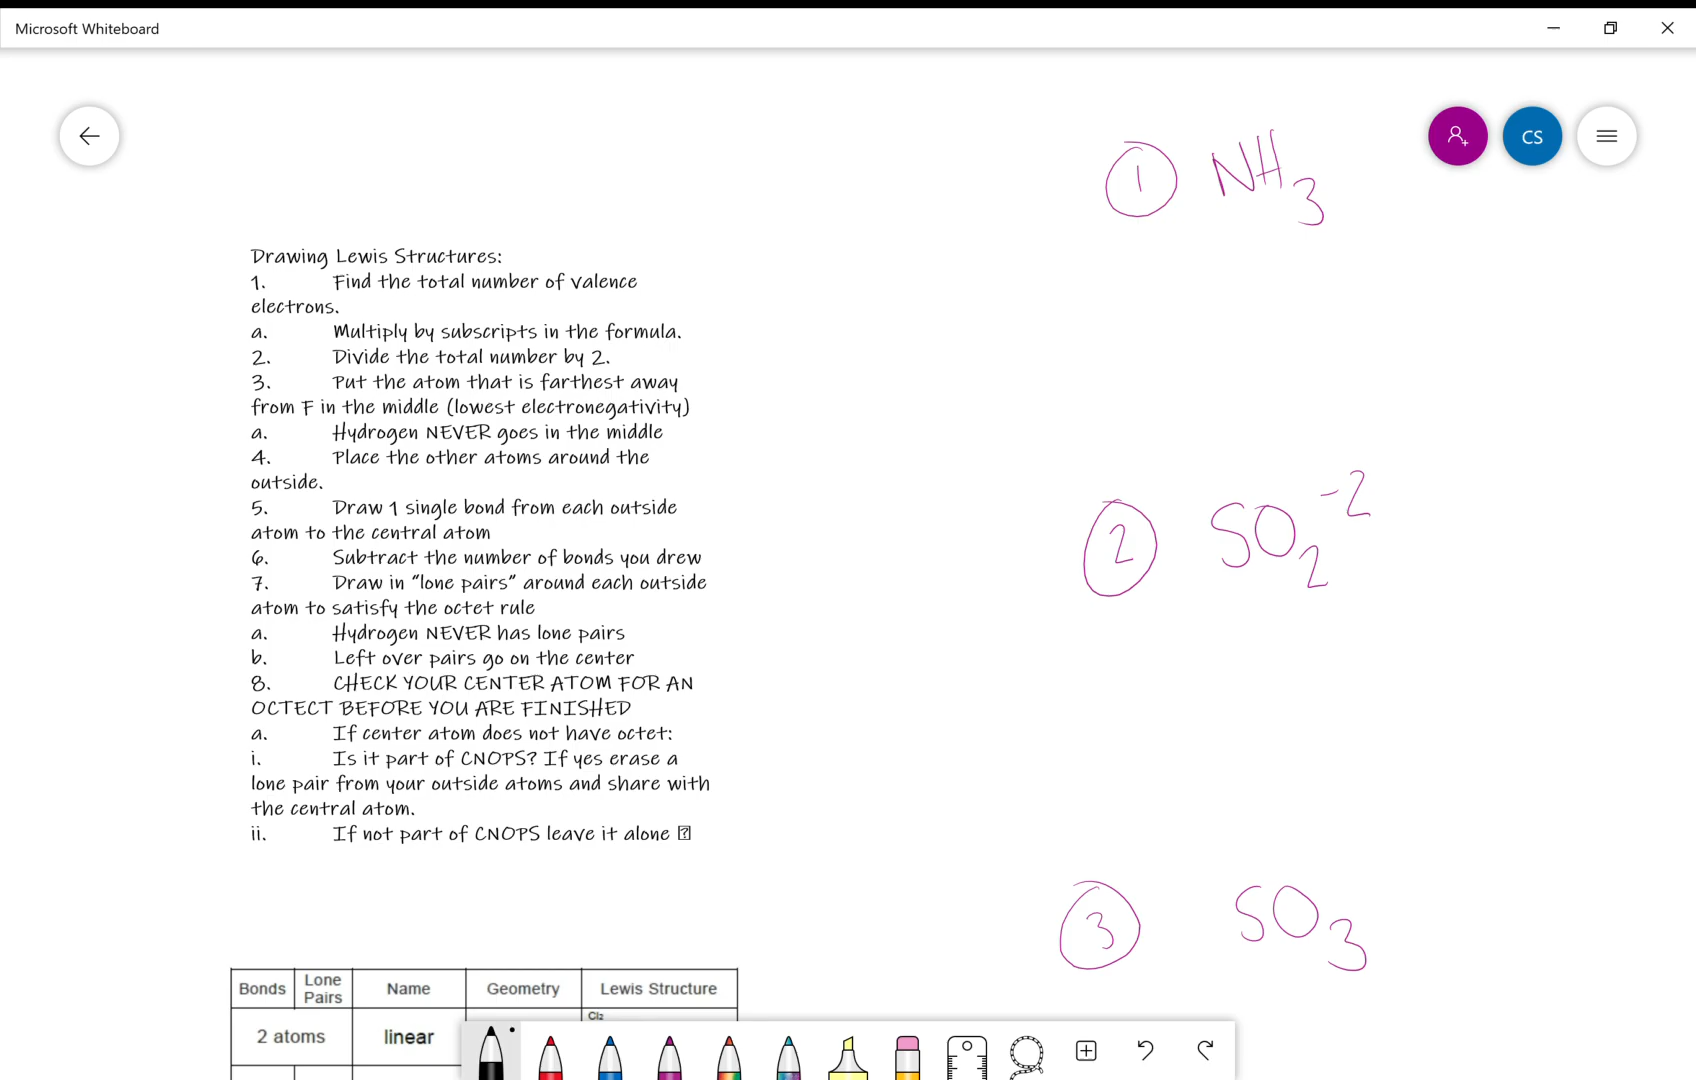 Microsoft Whiteboard
CS
① NH3
Drawing Lewis Structures:
1. Find the total number of valence
electrons.
a. Multiply by subscripts in the formula.
2. Divide the total number by 2.
3. Put the atom that is farthest away
from F in the middle (lowest electronegativity)
a. Hydrogen NEVER goes in the middle
4. Place the other atoms around the
outside.
5. Draw 1 single bond from each outside
atom to the central atom
6. Subtract the number of bonds you drew
7. Draw in "lone pairs" around each outside
atom to satisfy the octet rule
a. Hydrogen NEVER has lone pairs
b. Left over pairs go on the center
8. CHECK YOUR CENTER ATOM FOR AN
OCTECT BEFORE YOU ARE FINISHED
a. If center atom does not have octet:
i. Is it part of CNOPS? If yes erase a
lone pair from your outside atoms and share with
the central atom.
ii. If not part of CNOPS leave it alone ⍰
② SO2-2
③ SO3
Bonds Lone Pairs Name Geometry Lewis Structure
2 atoms linear Cl2